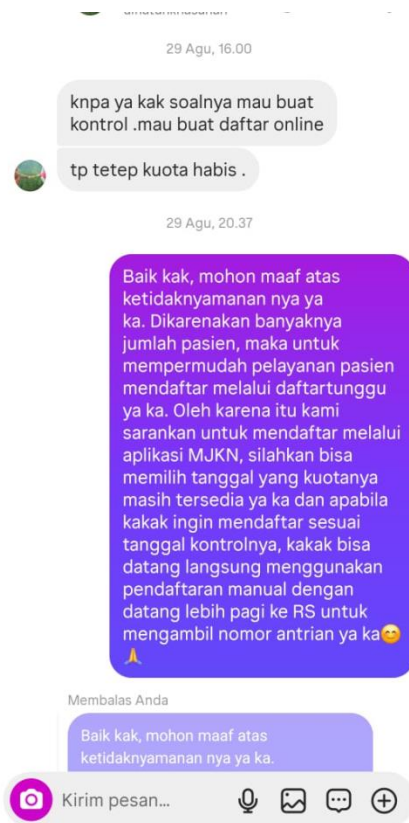 29 Agu, 16.00
knpa ya kak soalnya mau buat
kontrol .mau buat daftar online
tp tetep kuota habis .
29 Agu, 20.37
Baik kak, mohon maaf atas
ketidaknyamanan nya ya
ka. Dikarenakan banyaknya
jumlah pasien, maka untuk
mempermudah pelayanan pasien
mendaftar melalui daftartunggu
ya ka. Oleh karena itu kami
sarankan untuk mendaftar melalui
aplikasi MJKN, silahkan bisa
memilih tanggal yang kuotanya
masih tersedia ya ka dan apabila
kakak ingin mendaftar sesuai
tanggal kontrolnya, kakak bisa
datang langsung menggunakan
pendaftaran manual dengan
datang lebih pagi ke RS untuk
mengambil nomor antrian ya ka😊
🙏
Membalas Anda
Baik kak, mohon maaf atas
ketidaknyamanan nya ya ka.
Kirim pesan...